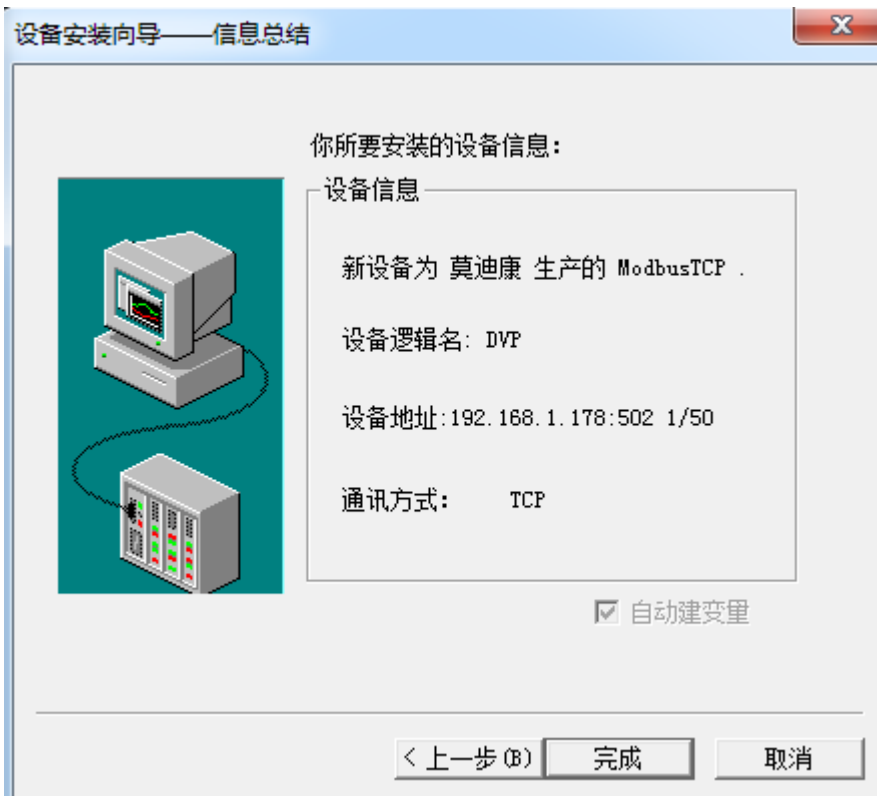 设备安装向导——信息总结
你所要安装的设备信息：
设备信息
新设备为 莫迪康 生产的 ModbusTCP .
设备逻辑名: DVP
设备地址:192.168.1.178:502 1/50
通讯方式： TCP
自动建变量
< 上一步(B)
完成
取消